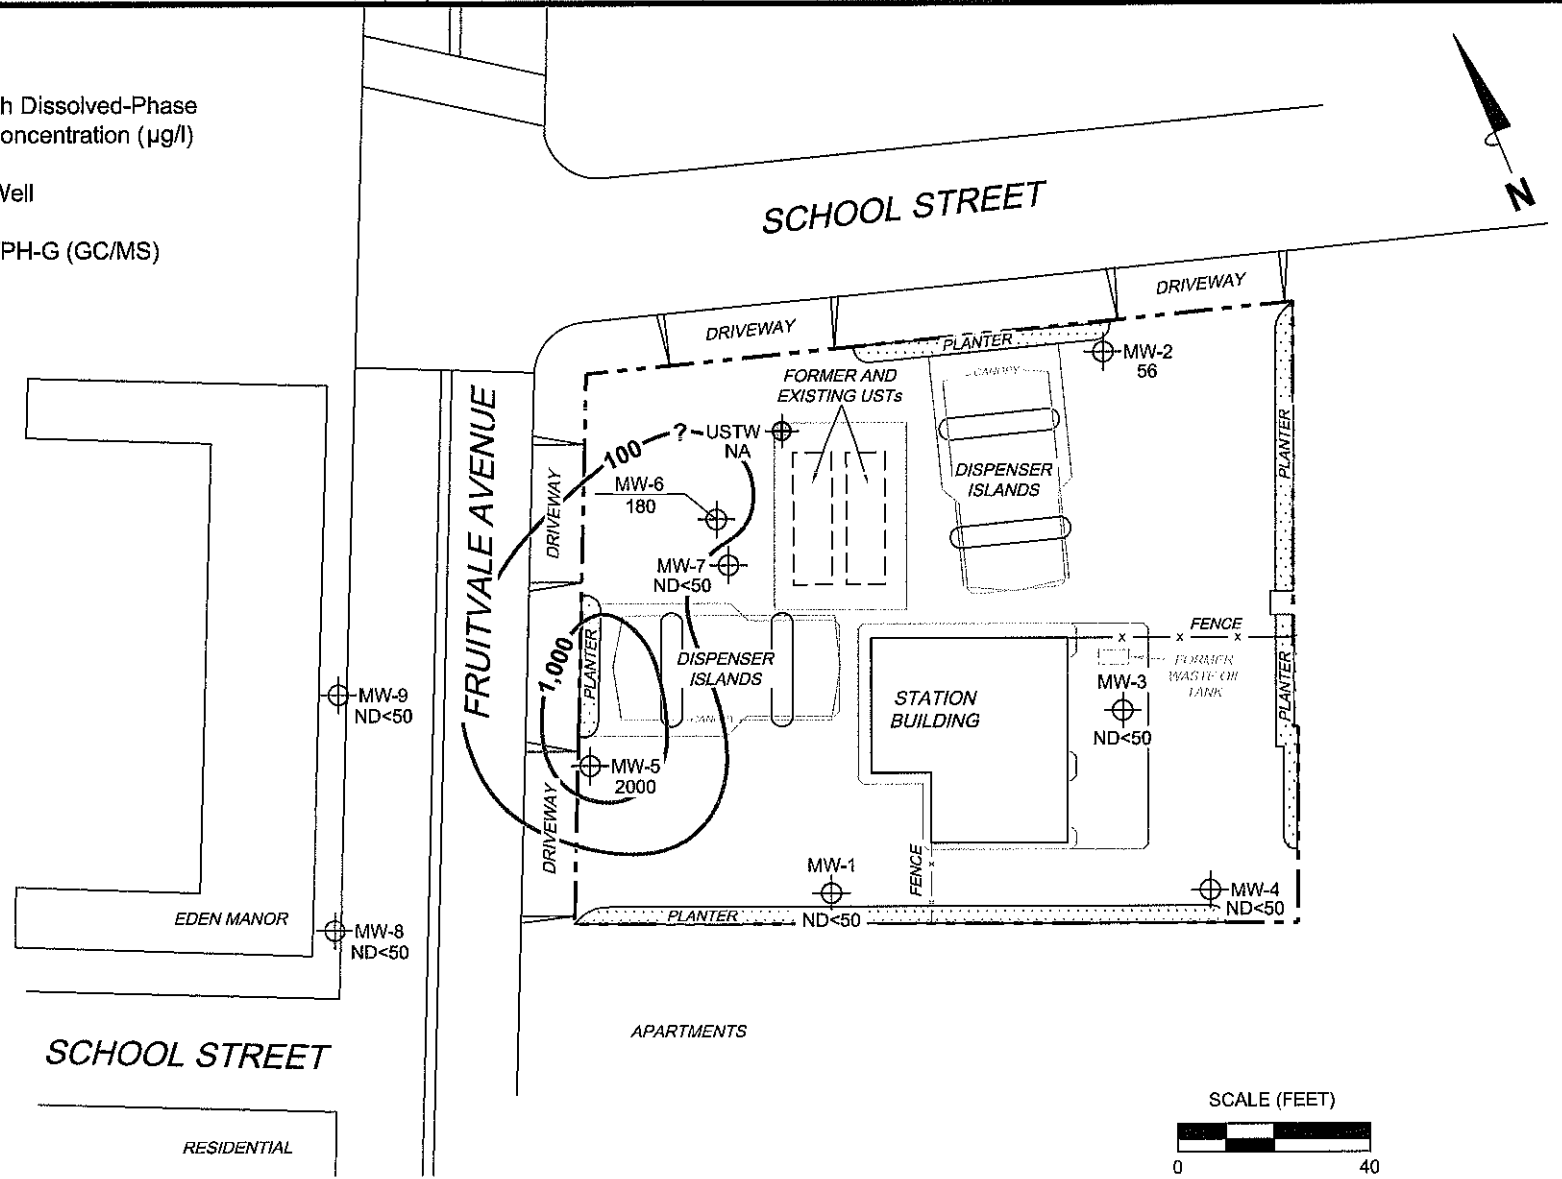 h Dissolved-Phase
oncentration (µg/l)
Well
PH-G (GC/MS)
N
SCHOOL STREET
DRIVEWAY
DRIVEWAY
PLANTER
MW-2
56
FORMER AND
EXISTING USTs
CANOPY
PLANTER
FRUITVALE AVENUE
100
?
USTW
NA
DISPENSER
ISLANDS
MW-6
180
DRIVEWAY
MW-7
ND<50
FENCE
x x x
1,000
PLANTER
DISPENSER
ISLANDS
FORMER
WASTE OIL
TANK
PLANTER
MW-3
ND<50
STATION
BUILDING
MW-9
ND<50
CANOPY
MW-5
2000
DRIVEWAY
MW-1
ND<50
FENCE
x
MW-4
ND<50
PLANTER
EDEN MANOR
MW-8
ND<50
APARTMENTS
SCHOOL STREET
RESIDENTIAL
SCALE (FEET)
0 40